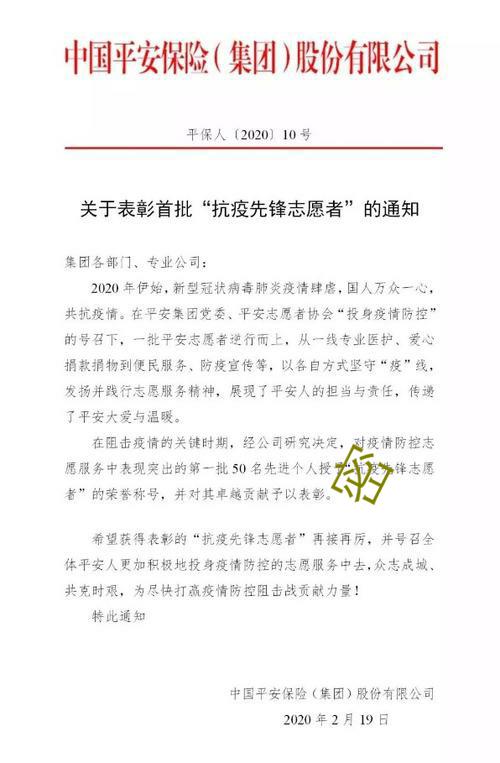 中国平安保险(集团)股份有限公司
平保人〔2020〕10号
关于表彰首批“抗疫先锋志愿者”的通知
集团各部门、专业公司：
2020 年伊始，新型冠状病毒肺炎疫情肆虐，国人万众一心，
共抗疫情。在平安集团党委、平安志愿者协会“投身疫情防控”
的号召下，一批平安志愿者逆行而上，从一线专业医护、爱心
捐款捐物到便民服务、防疫宣传等，以各自方式坚守“疫”线，
发扬并践行志愿服务精神，展现了平安人的担当与责任，传递
了平安大爱与温暖。
在阻击疫情的关键时期，经公司研究决定，对疫情防控志
愿服务中表现突出的第一批 50 名先进个人授予“抗疫先锋志愿
者”的荣誉称号，并对其卓越贡献予以表彰。
密
希望获得表彰的“抗疫先锋志愿者”再接再厉，并号召全
体平安人更加积极地投身疫情防控的志愿服务中去，众志成城、
共克时艰，为尽快打赢疫情防控阻击战贡献力量！
特此通知
中国平安保险（集团）股份有限公司
2020 年 2 月 19 日